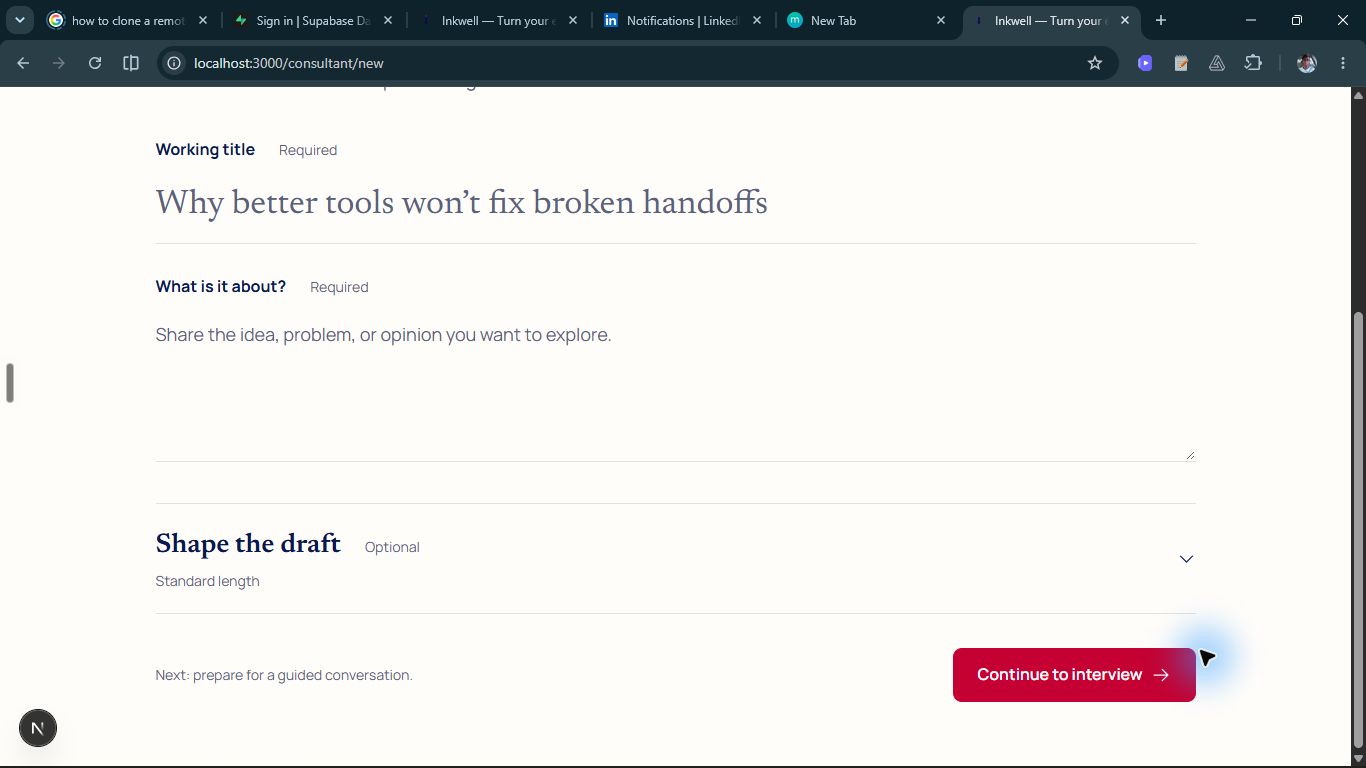 how to clone a remot
Sign in | Supabase Da
Inkwell — Turn your e
Notifications | LinkedI
New Tab
Inkwell — Turn your e
localhost:3000/consultant/new
Working title Required
Why better tools won’t fix broken handoffs
What is it about? Required
Share the idea, problem, or opinion you want to explore.
Shape the draft Optional
Standard length
Next: prepare for a guided conversation.
Continue to interview →
N